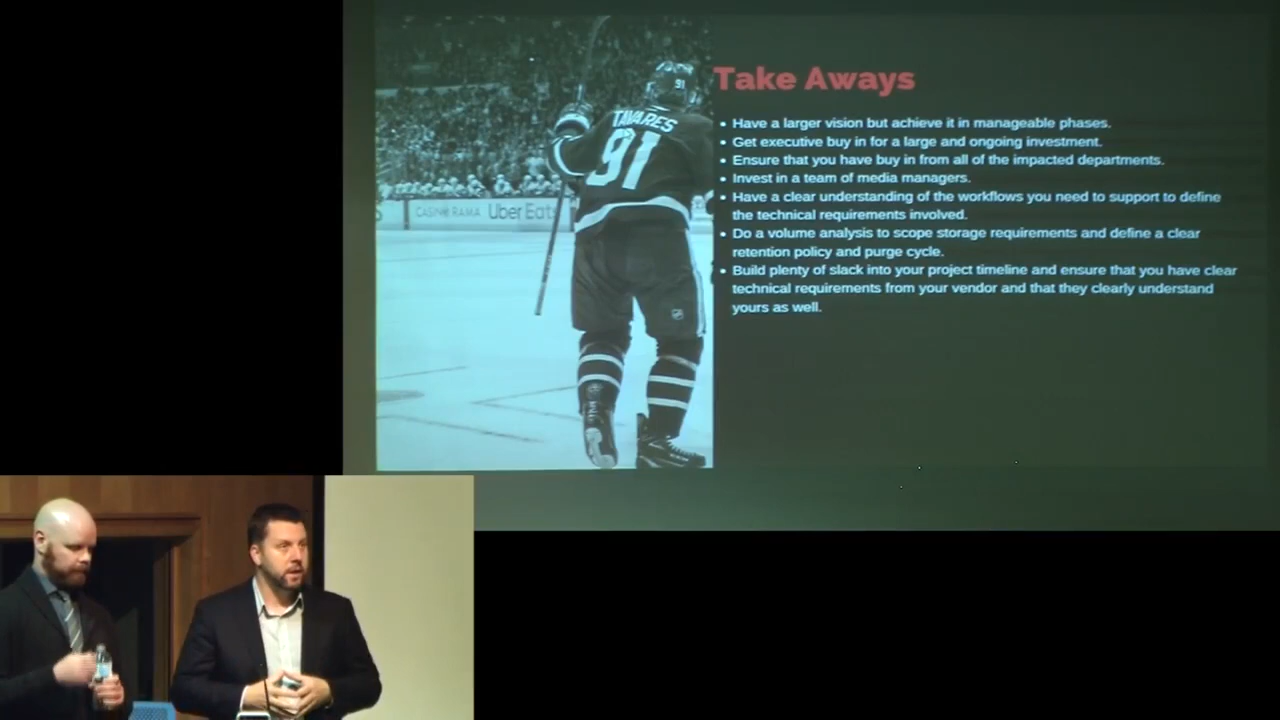 Take Aways
• Have a larger vision but achieve it in manageable phases.
• Get executive buy in for a large and ongoing investment.
• Ensure that you have buy in from all of the impacted departments.
• Invest in a team of media managers.
• Have a clear understanding of the workflows you need to support to define
the technical requirements involved.
• Do a volume analysis to scope storage requirements and define a clear
retention policy and purge cycle.
• Build plenty of slack into your project timeline and ensure that you have clear
technical requirements from your vendor and that they clearly understand
yours as well.
91
TAVARES
91
CASINO RAMA Uber Eats